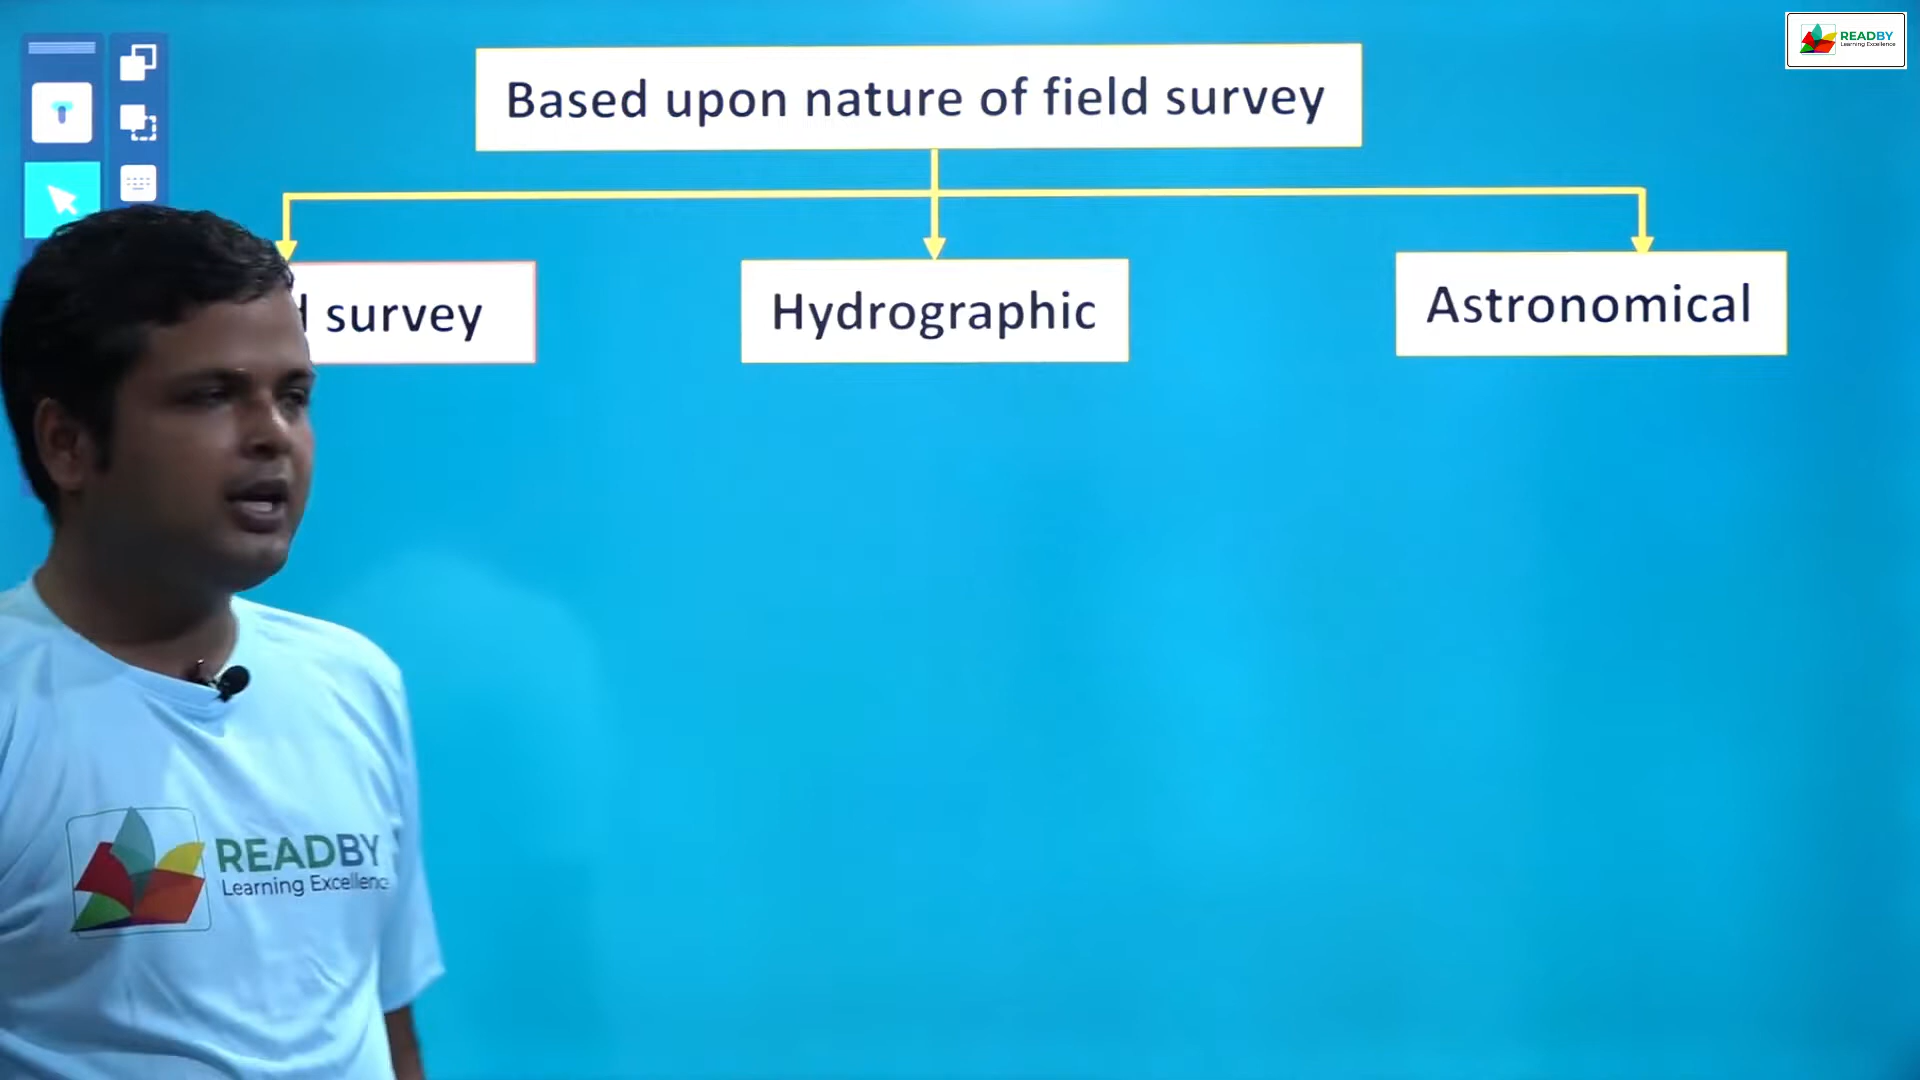 READBY
Learning Excellence
Based upon nature of field survey
survey
Hydrographic
Astronomical
READBY
Learning Excellence